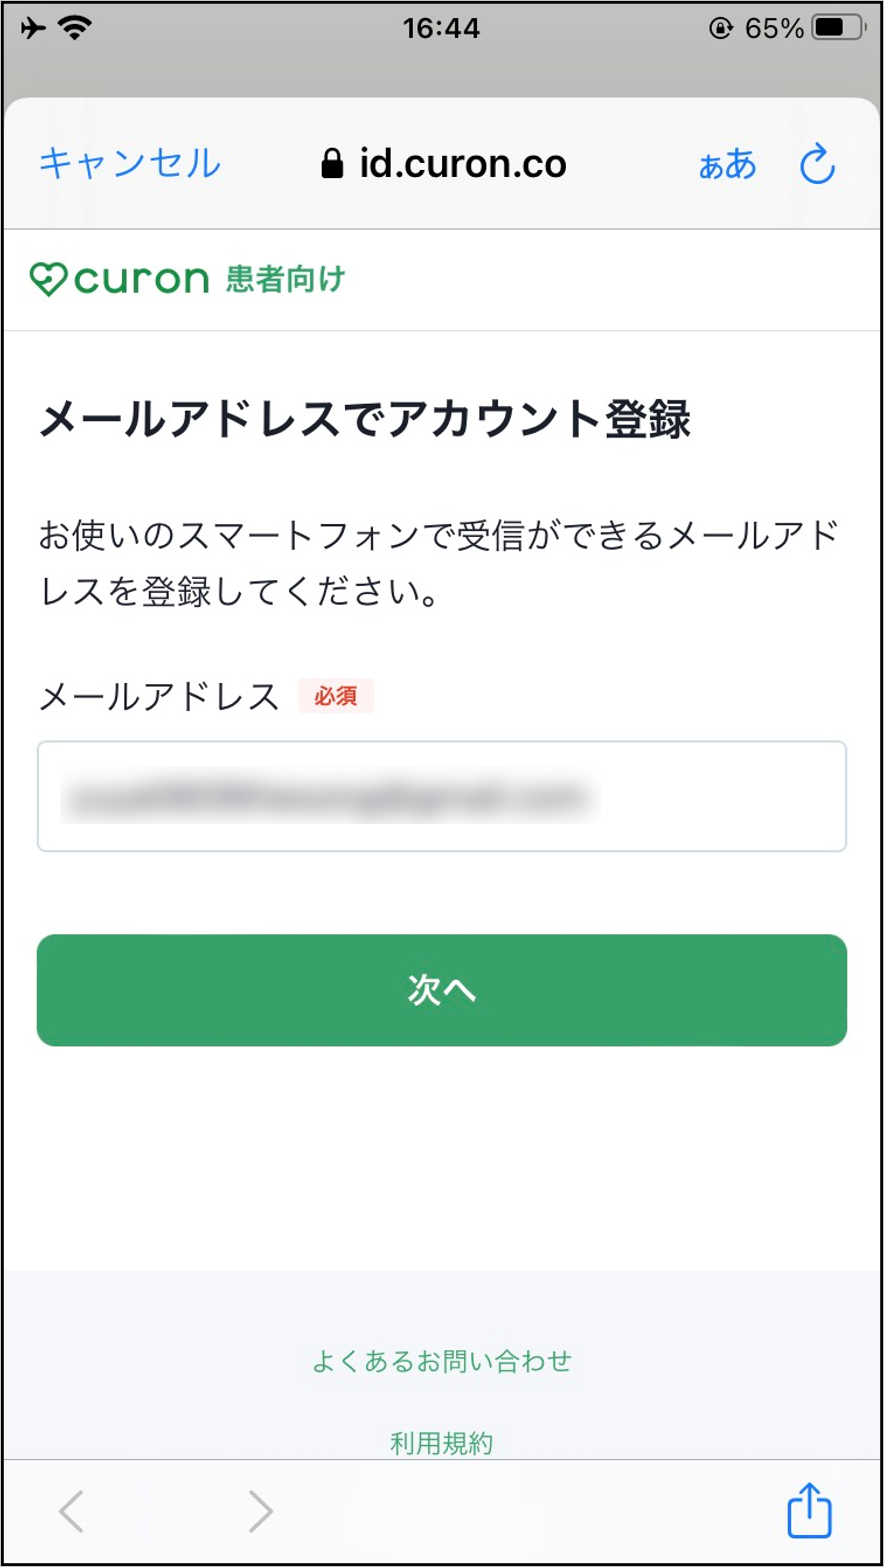 16:44
65%
キャンセル
id.curon.co
ぁあ
curon 患者向け
メールアドレスでアカウント登録
お使いのスマートフォンで受信ができるメールアド
レスを登録してください。
メールアドレス 必須
次へ
よくあるお問い合わせ
利用規約